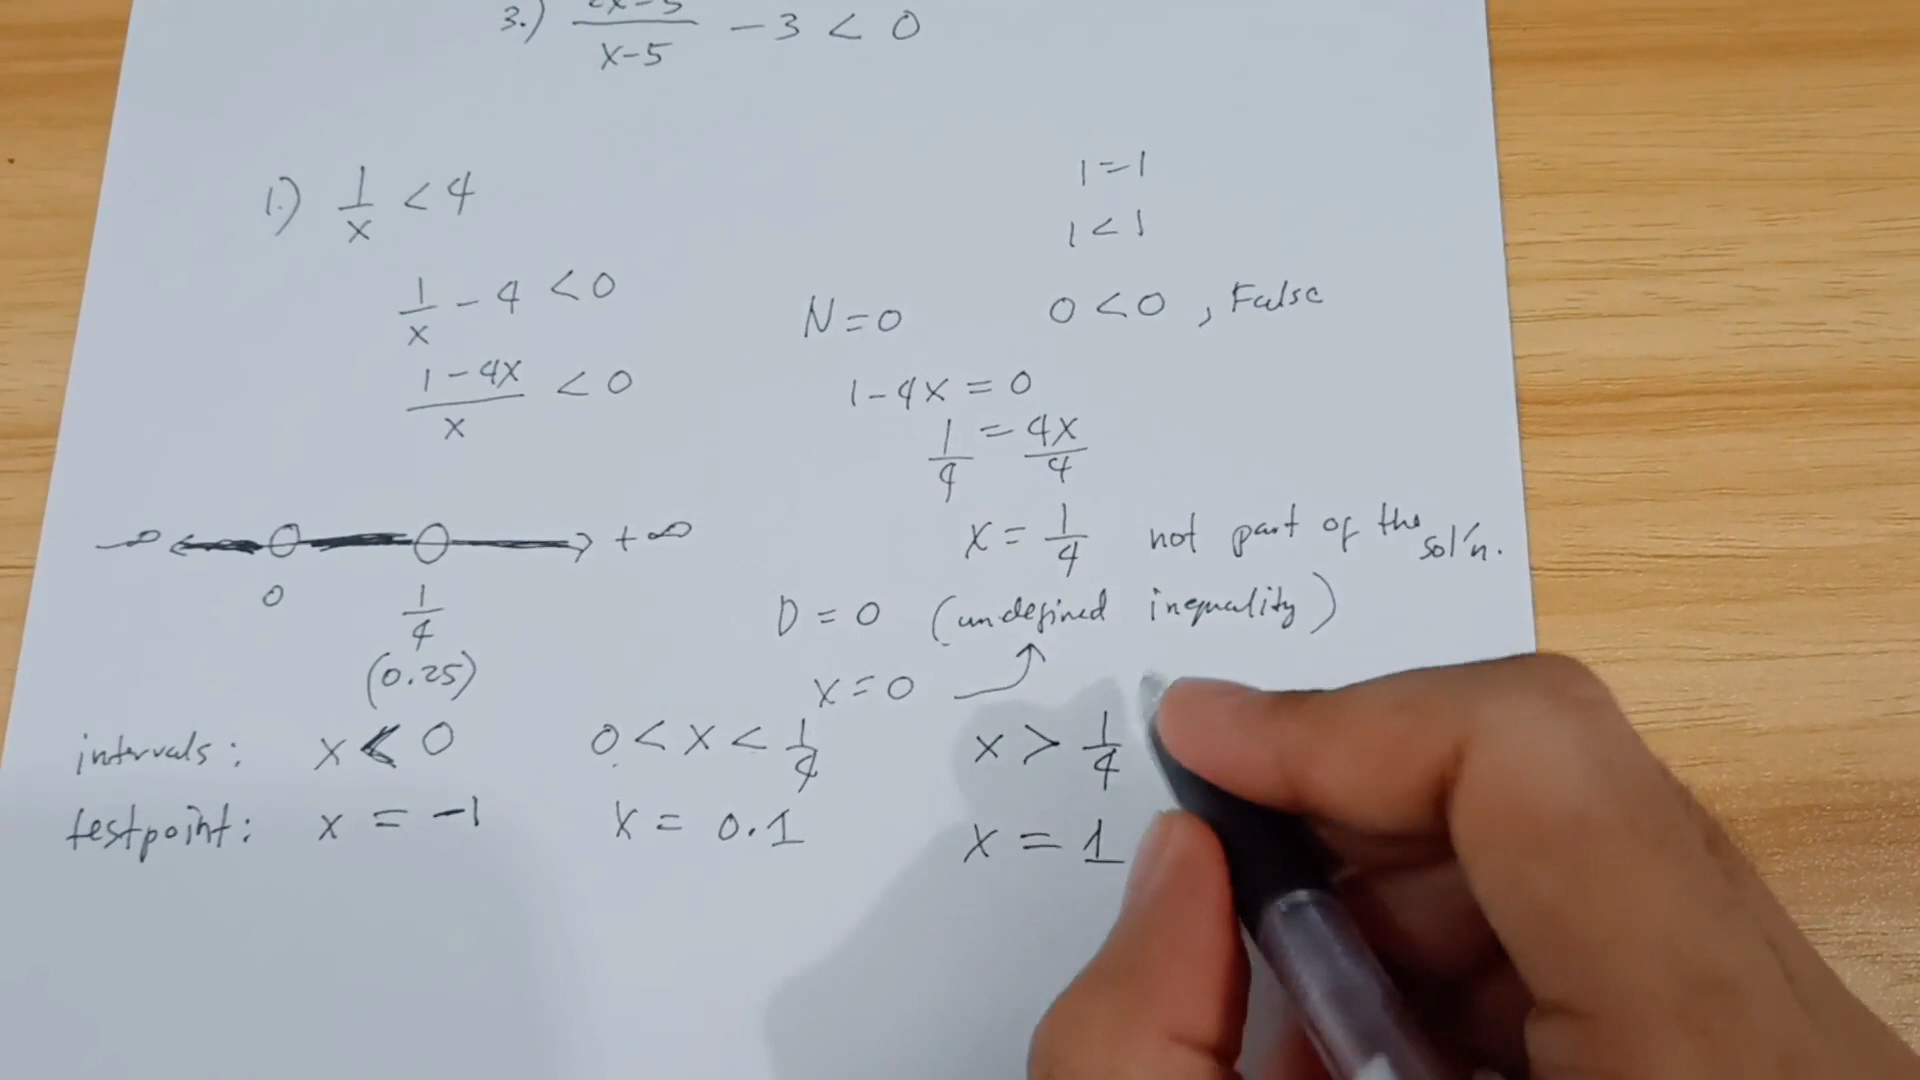 3.) 2x-5 / x-5 - 3 < 0
1.) 1/x < 4
1/x - 4 < 0
1-4x / x < 0
1=1
1<1
N=0 0<0, False
1-4x=0
1/4 = 4x/4
x = 1/4 not part of the sol'n.
D=0 (undefined inequality)
x=0
-∞ +∞
0 1/4
(0.25)
intervals: x<0 0<x<1/4 x>1/4
testpoint: x = -1 x = 0.1 x = 1